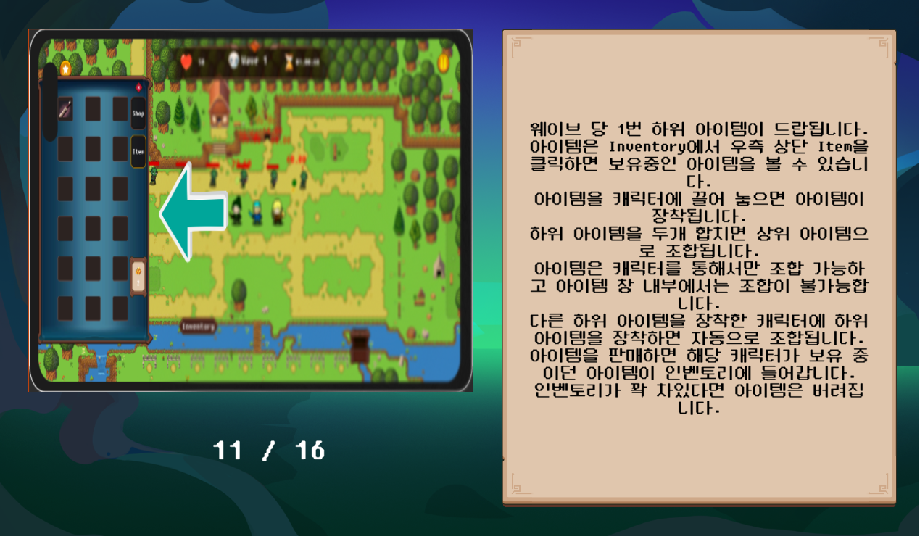 Wave 1
Shop
Item
Inventory
11 / 16
웨이브 당 1번 하위 아이템이 드랍됩니다.
아이템은 Inventory에서 우측 상단 Item을
클릭하면 보유중인 아이템을 볼 수 있습니
다.
아이템을 캐릭터에 끌어 놓으면 아이템이
장착됩니다.
하위 아이템을 두개 합치면 상위 아이템으
로 조합됩니다.
아이템은 캐릭터를 통해서만 조합 가능하
고 아이템 창 내부에서는 조합이 불가능합
니다.
다른 하위 아이템을 장착한 캐릭터에 하위
아이템을 장착하면 자동으로 조합됩니다.
아이템을 판매하면 해당 캐릭터가 보유 중
이던 아이템이 인벤토리에 들어갑니다.
인벤토리가 꽉 차있다면 아이템은 버려집
니다.